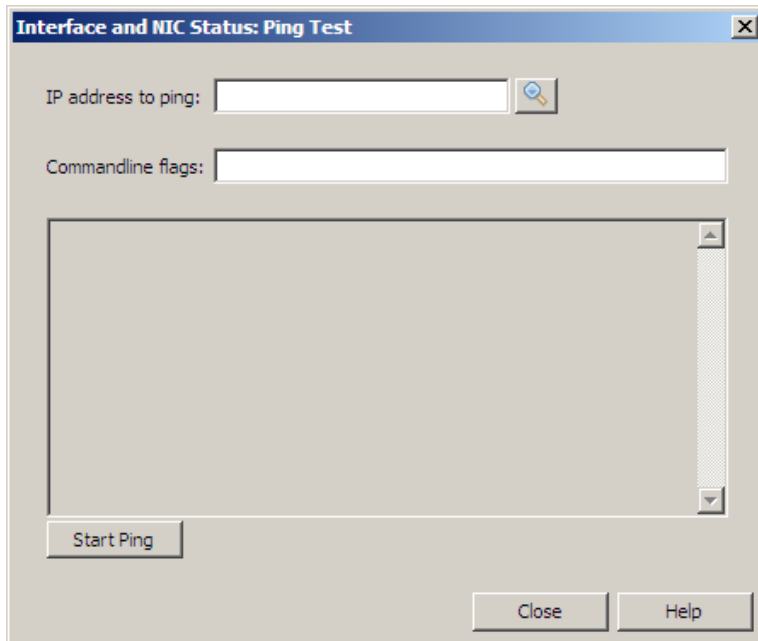 Interface and NIC Status: Ping Test
IP address to ping:
Commandline flags:
Start Ping
Close
Help